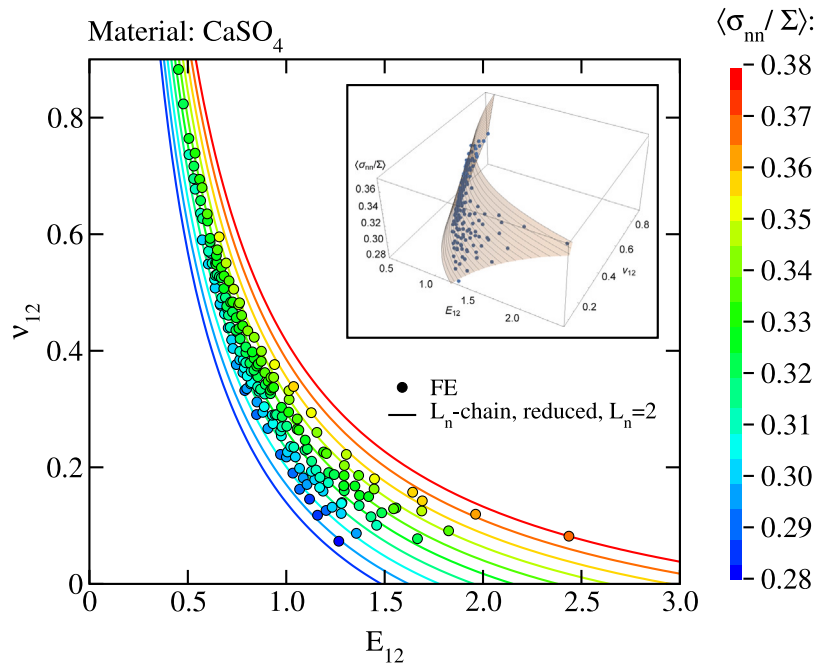 Material: CaSO₄
⟨σₙₙ/ Σ⟩:
ν₁₂
0.8
0.6
0.4
0.2
0
0 0.5 1.0 1.5 2.0 2.5 3.0
E₁₂
⟨σₙₙ/Σ⟩
0.36
0.34
0.32
0.30
0.28
0.5 1.0 1.5 2.0
E₁₂
0.2 0.4 0.6 0.8
ν₁₂
FE
Lₙ-chain, reduced, Lₙ=2
0.38
0.37
0.36
0.35
0.34
0.33
0.32
0.31
0.30
0.29
0.28